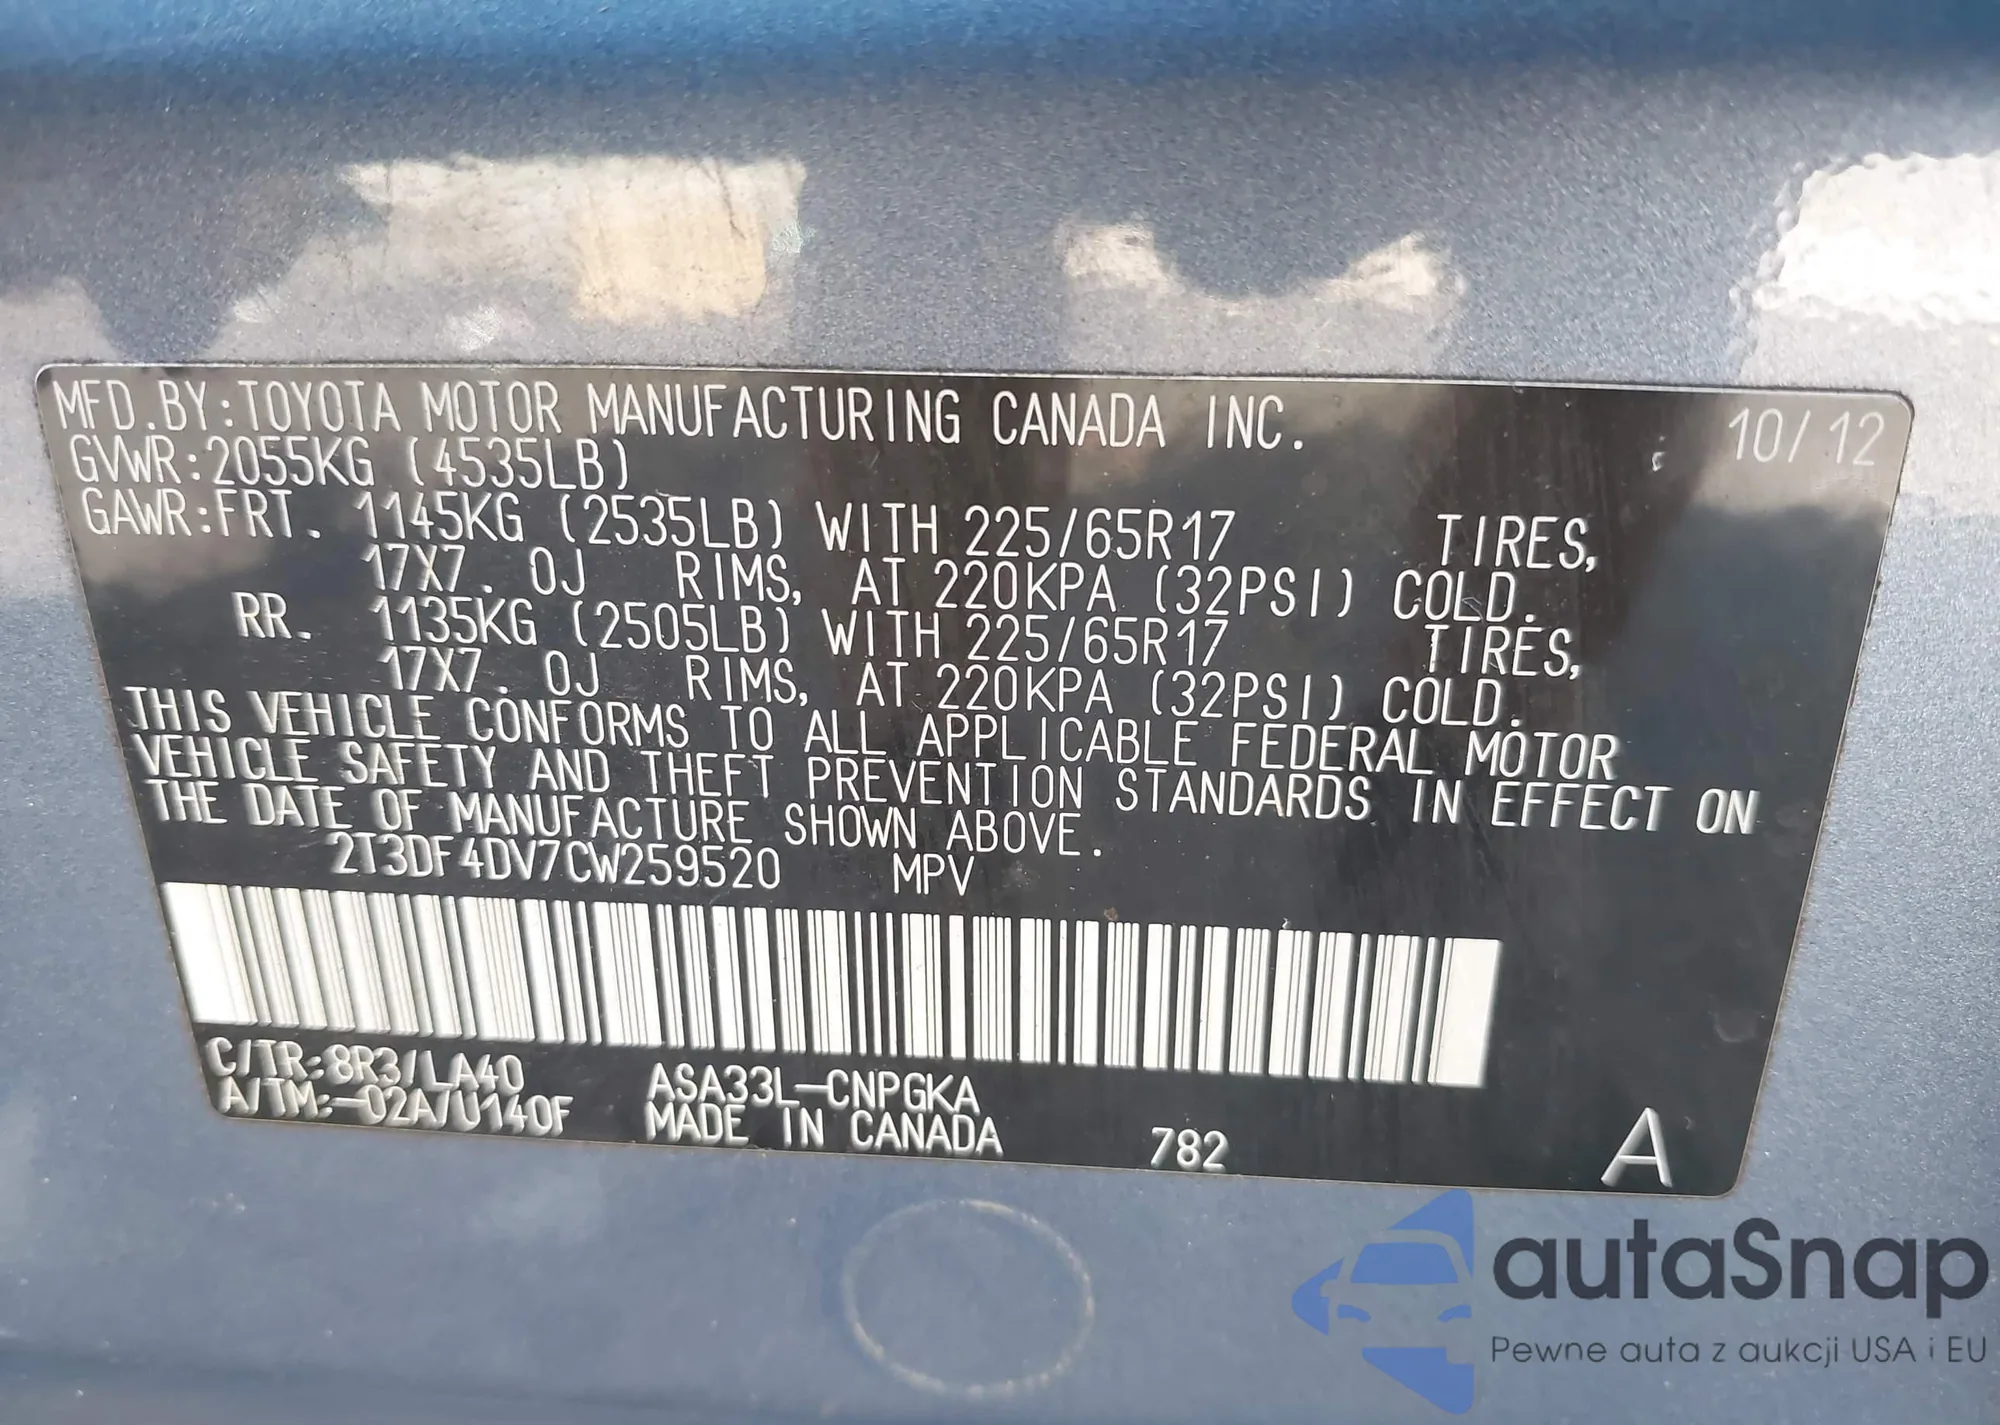 MFD.BY:TOYOTA MOTOR MANUFACTURING CANADA INC. 10/12
GVWR:2055KG (4535LB)
GAWR:FRT. 1145KG (2535LB) WITH 225/65R17 TIRES,
17X7.0J RIMS, AT 220KPA (32PSI) COLD.
RR. 1135KG (2505LB) WITH 225/65R17 TIRES,
17X7.0J RIMS, AT 220KPA (32PSI) COLD.
THIS VEHICLE CONFORMS TO ALL APPLICABLE FEDERAL MOTOR
VEHICLE SAFETY AND THEFT PREVENTION STANDARDS IN EFFECT ON
THE DATE OF MANUFACTURE SHOWN ABOVE.
2T3DF4DV7CW259520 MPV
C/TR:8R3/LA40 ASA33L-CNPGKA
A/TM:-02A/U140F MADE IN CANADA 782 A
autaSnap
Pewne auta z aukcji USA i EU